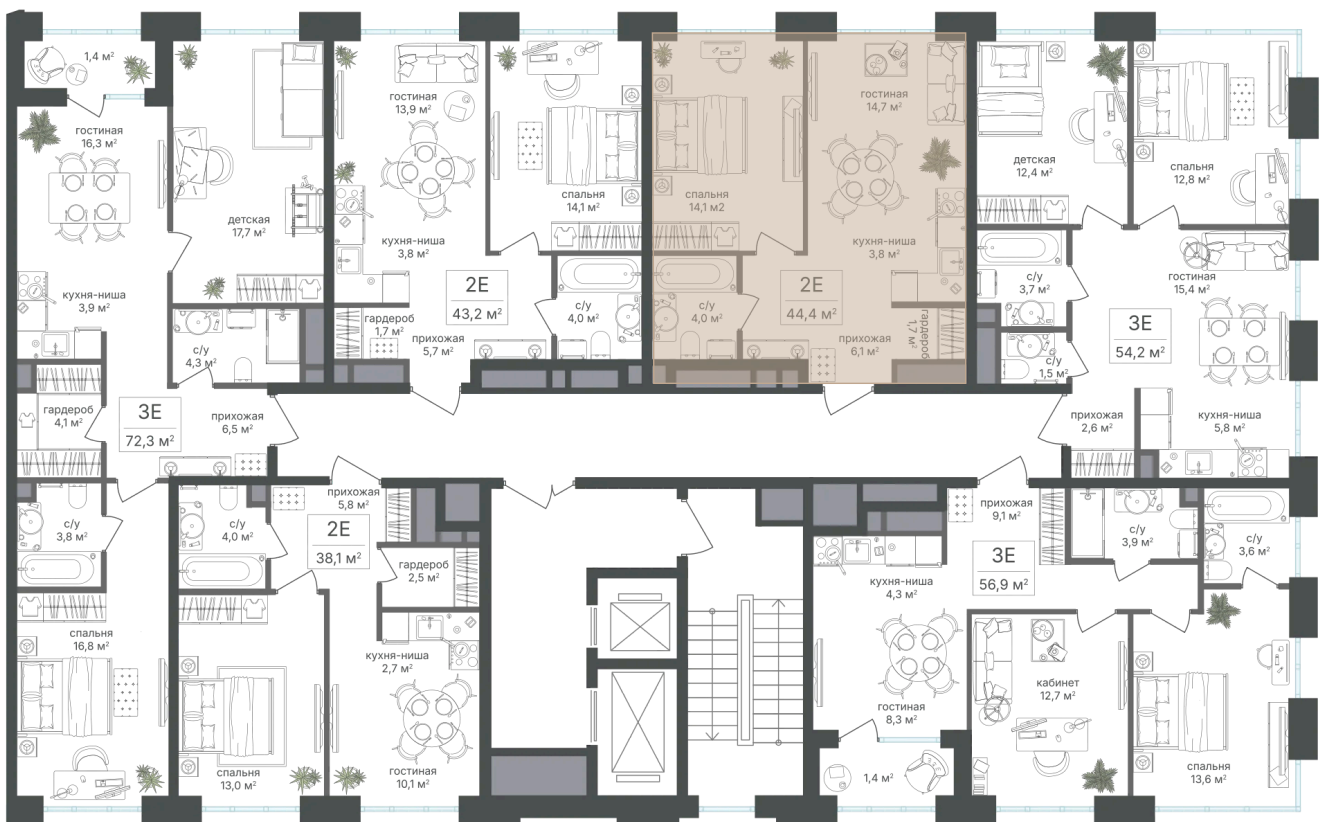 1,4 м²
гостиная
16,3 м²
кухня-ниша
3,9 м²
детская
17,7 м²
с/у
4,3 м²
гардероб
4,1 м²
3Е
72,3 м²
прихожая
6,5 м²
с/у
3,8 м²
спальня
16,8 м²
гостиная
13,9 м²
кухня-ниша
3,8 м²
спальня
14,1 м²
2Е
43,2 м²
гардероб
1,7 м²
прихожая
5,7 м²
с/у
4,0 м²
спальня
14,1 м2
гостиная
14,7 м²
кухня-ниша
3,8 м²
2Е
44,4 м²
с/у
4,0 м²
прихожая
6,1 м²
гардероб
1,7 м²
детская
12,4 м²
спальня
12,8 м²
с/у
3,7 м²
гостиная
15,4 м²
3Е
54,2 м²
с/у
1,5 м²
прихожая
2,6 м²
кухня-ниша
5,8 м²
с/у
4,0 м²
прихожая
5,8 м²
2Е
38,1 м²
гардероб
2,5 м²
кухня-ниша
2,7 м²
спальня
13,0 м²
гостиная
10,1 м²
прихожая
9,1 м²
3Е
56,9 м²
с/у
3,9 м²
с/у
3,6 м²
кухня-ниша
4,3 м²
гостиная
8,3 м²
1,4 м²
кабинет
12,7 м²
спальня
13,6 м²